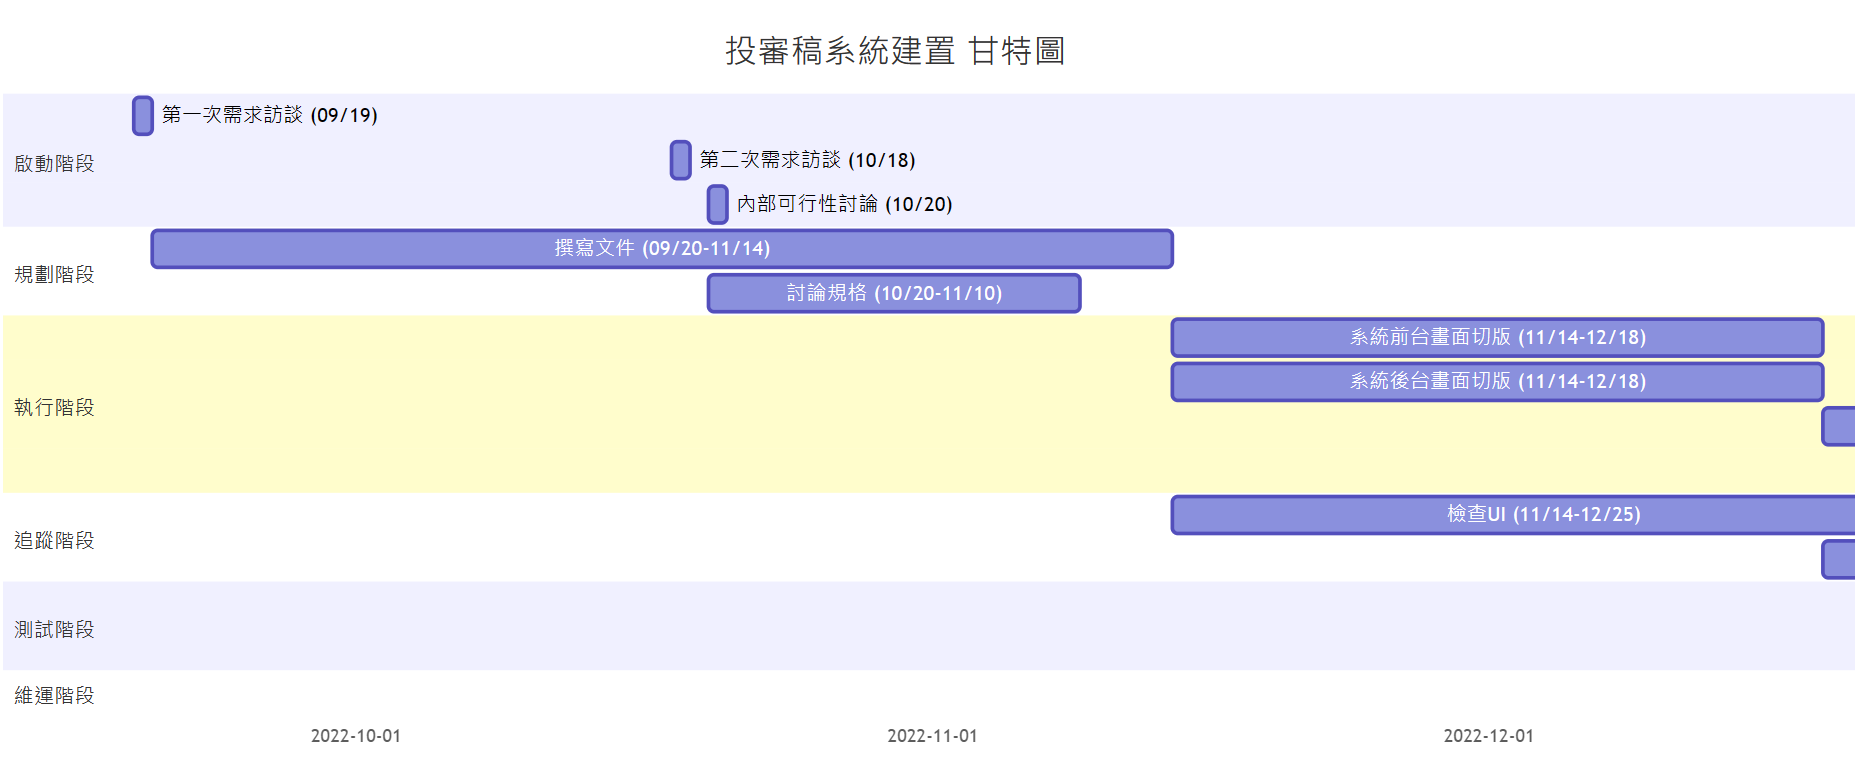 投審稿系統建置 甘特圖
啟動階段
第一次需求訪談 (09/19)
第二次需求訪談 (10/18)
內部可行性討論 (10/20)
規劃階段
撰寫文件 (09/20-11/14)
討論規格 (10/20-11/10)
執行階段
系統前台畫面切版 (11/14-12/18)
系統後台畫面切版 (11/14-12/18)
追蹤階段
檢查UI (11/14-12/25)
測試階段
維運階段
2022-10-01
2022-11-01
2022-12-01